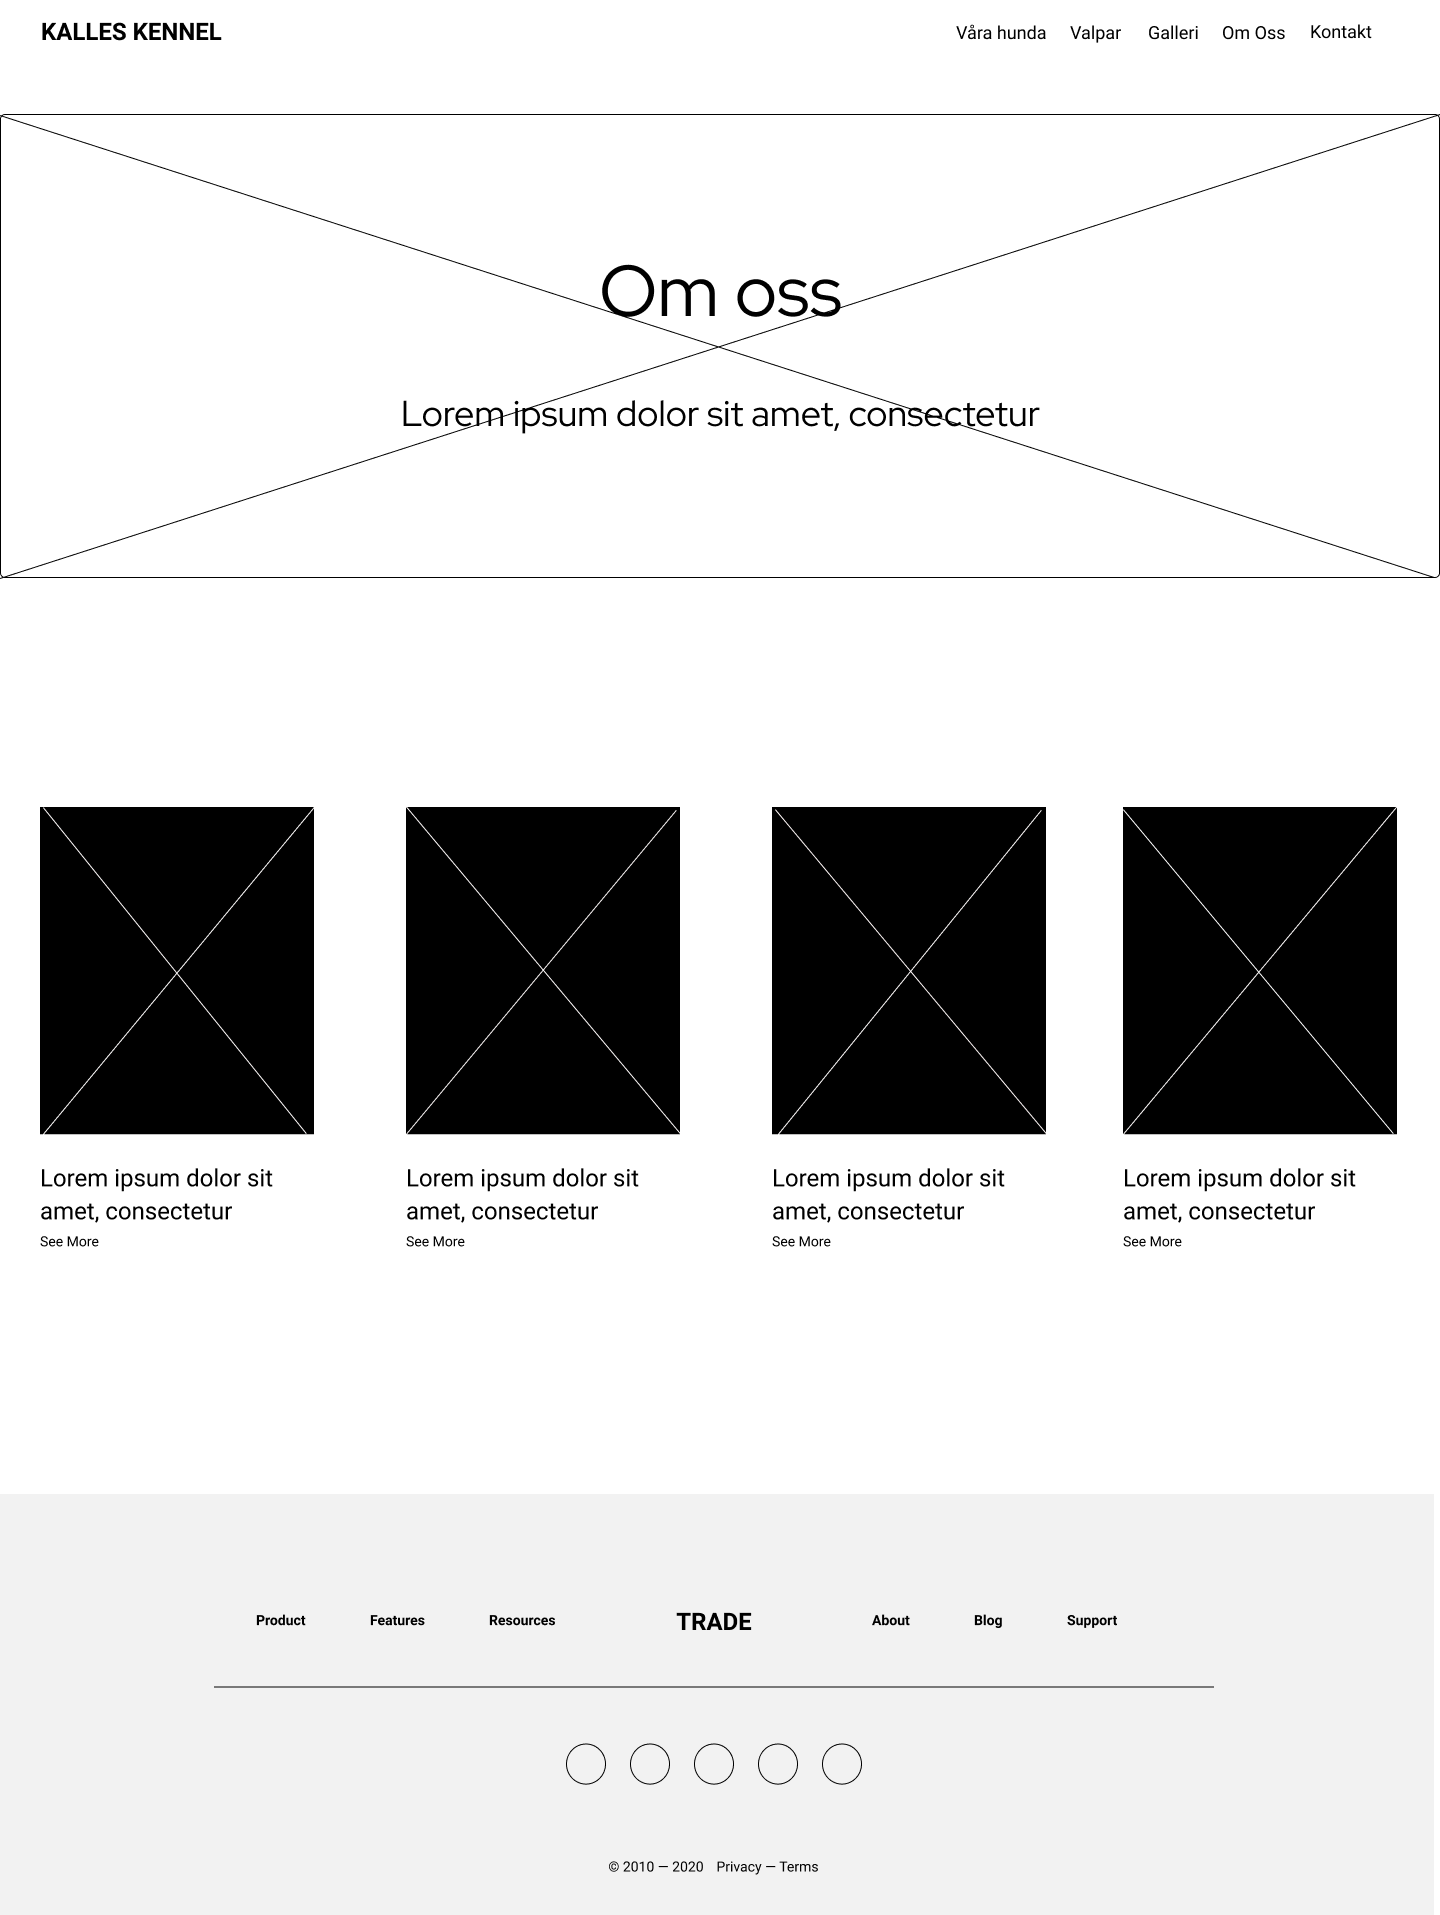 KALLES KENNEL
Våra hunda Valpar Galleri Om Oss Kontakt
Om oss
Lorem ipsum dolor sit amet, consectetur
Lorem ipsum dolor sit
amet, consectetur
See More
Lorem ipsum dolor sit
amet, consectetur
See More
Lorem ipsum dolor sit
amet, consectetur
See More
Lorem ipsum dolor sit
amet, consectetur
See More
Product Features Resources TRADE About Blog Support
© 2010 — 2020 Privacy — Terms